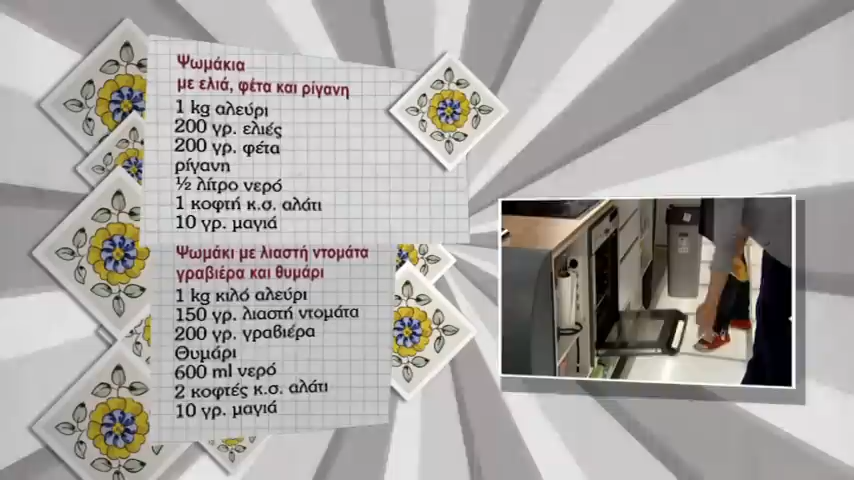 Ψωμάκια
με ελιά, φέτα και ρίγανη
1 kg αλεύρι
200 γρ. ελιές
200 γρ. φέτα
ρίγανη
½ λίτρο νερό
1 κοφτή κ.σ. αλάτι
10 γρ. μαγιά
Ψωμάκι με λιαστή ντομάτα
γραβιέρα και θυμάρι
1 kg κιλό αλεύρι
150 γρ. λιαστή ντομάτα
200 γρ. γραβιέρα
Θυμάρι
600 ml νερό
2 κοφτές κ.σ. αλάτι
10 γρ. μαγιά